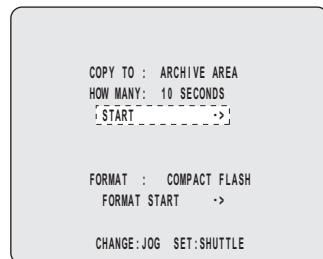 COPY TO : ARCHIVE AREA
HOW MANY: 10 SECONDS
START ->
FORMAT : COMPACT FLASH
FORMAT START ->
CHANGE:JOG SET:SHUTTLE